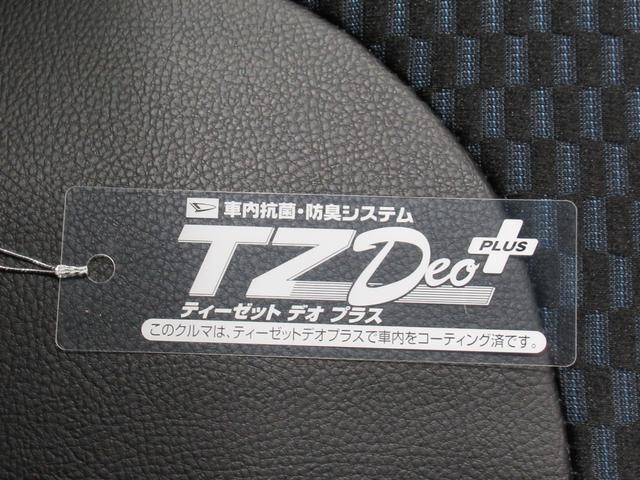 車内抗菌・防臭システム
TZ Deo PLUS
ティーゼット デオ プラス
このクルマは、ティーゼットデオプラスで車内をコーティング済です。